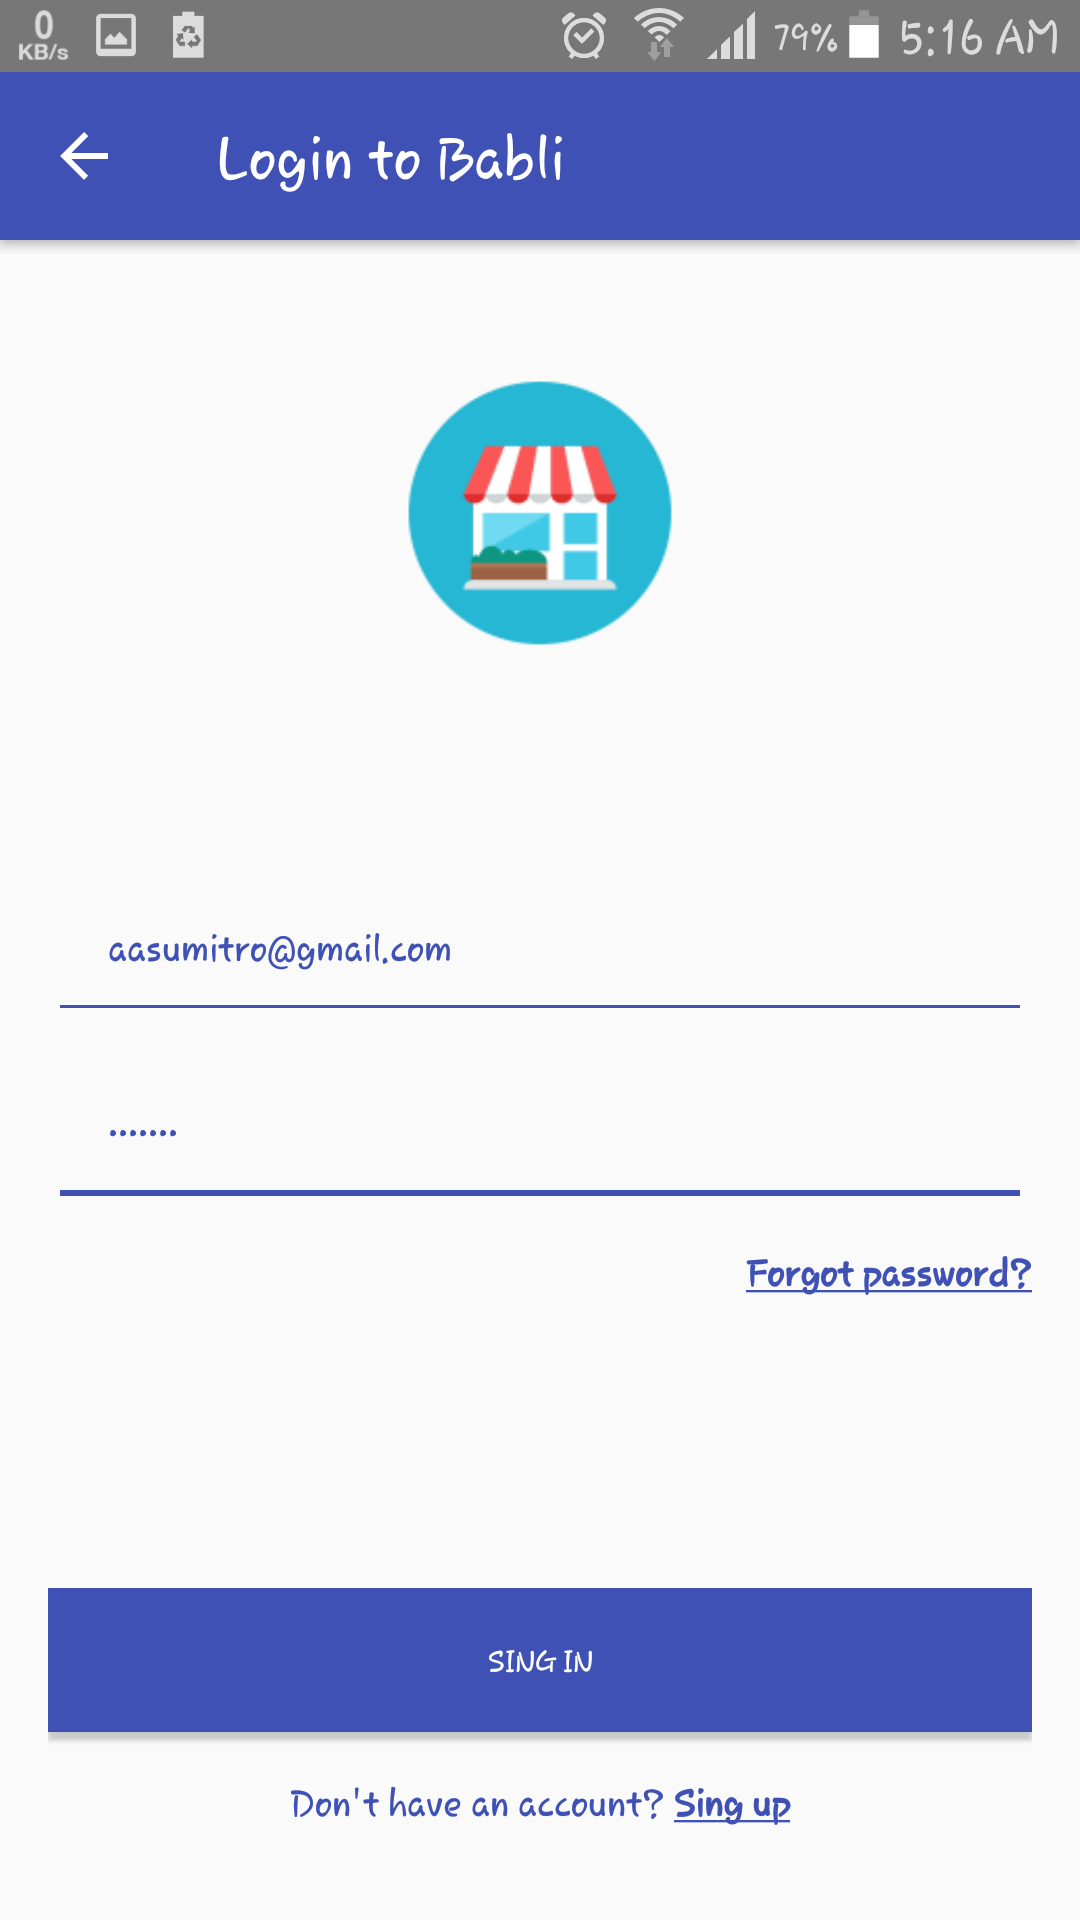 0
KB/s
79% 5:16 AM
Login to Babli
aasumitro@gmail.com
.......
Forgot password?
SING IN
Don't have an account? Sing up